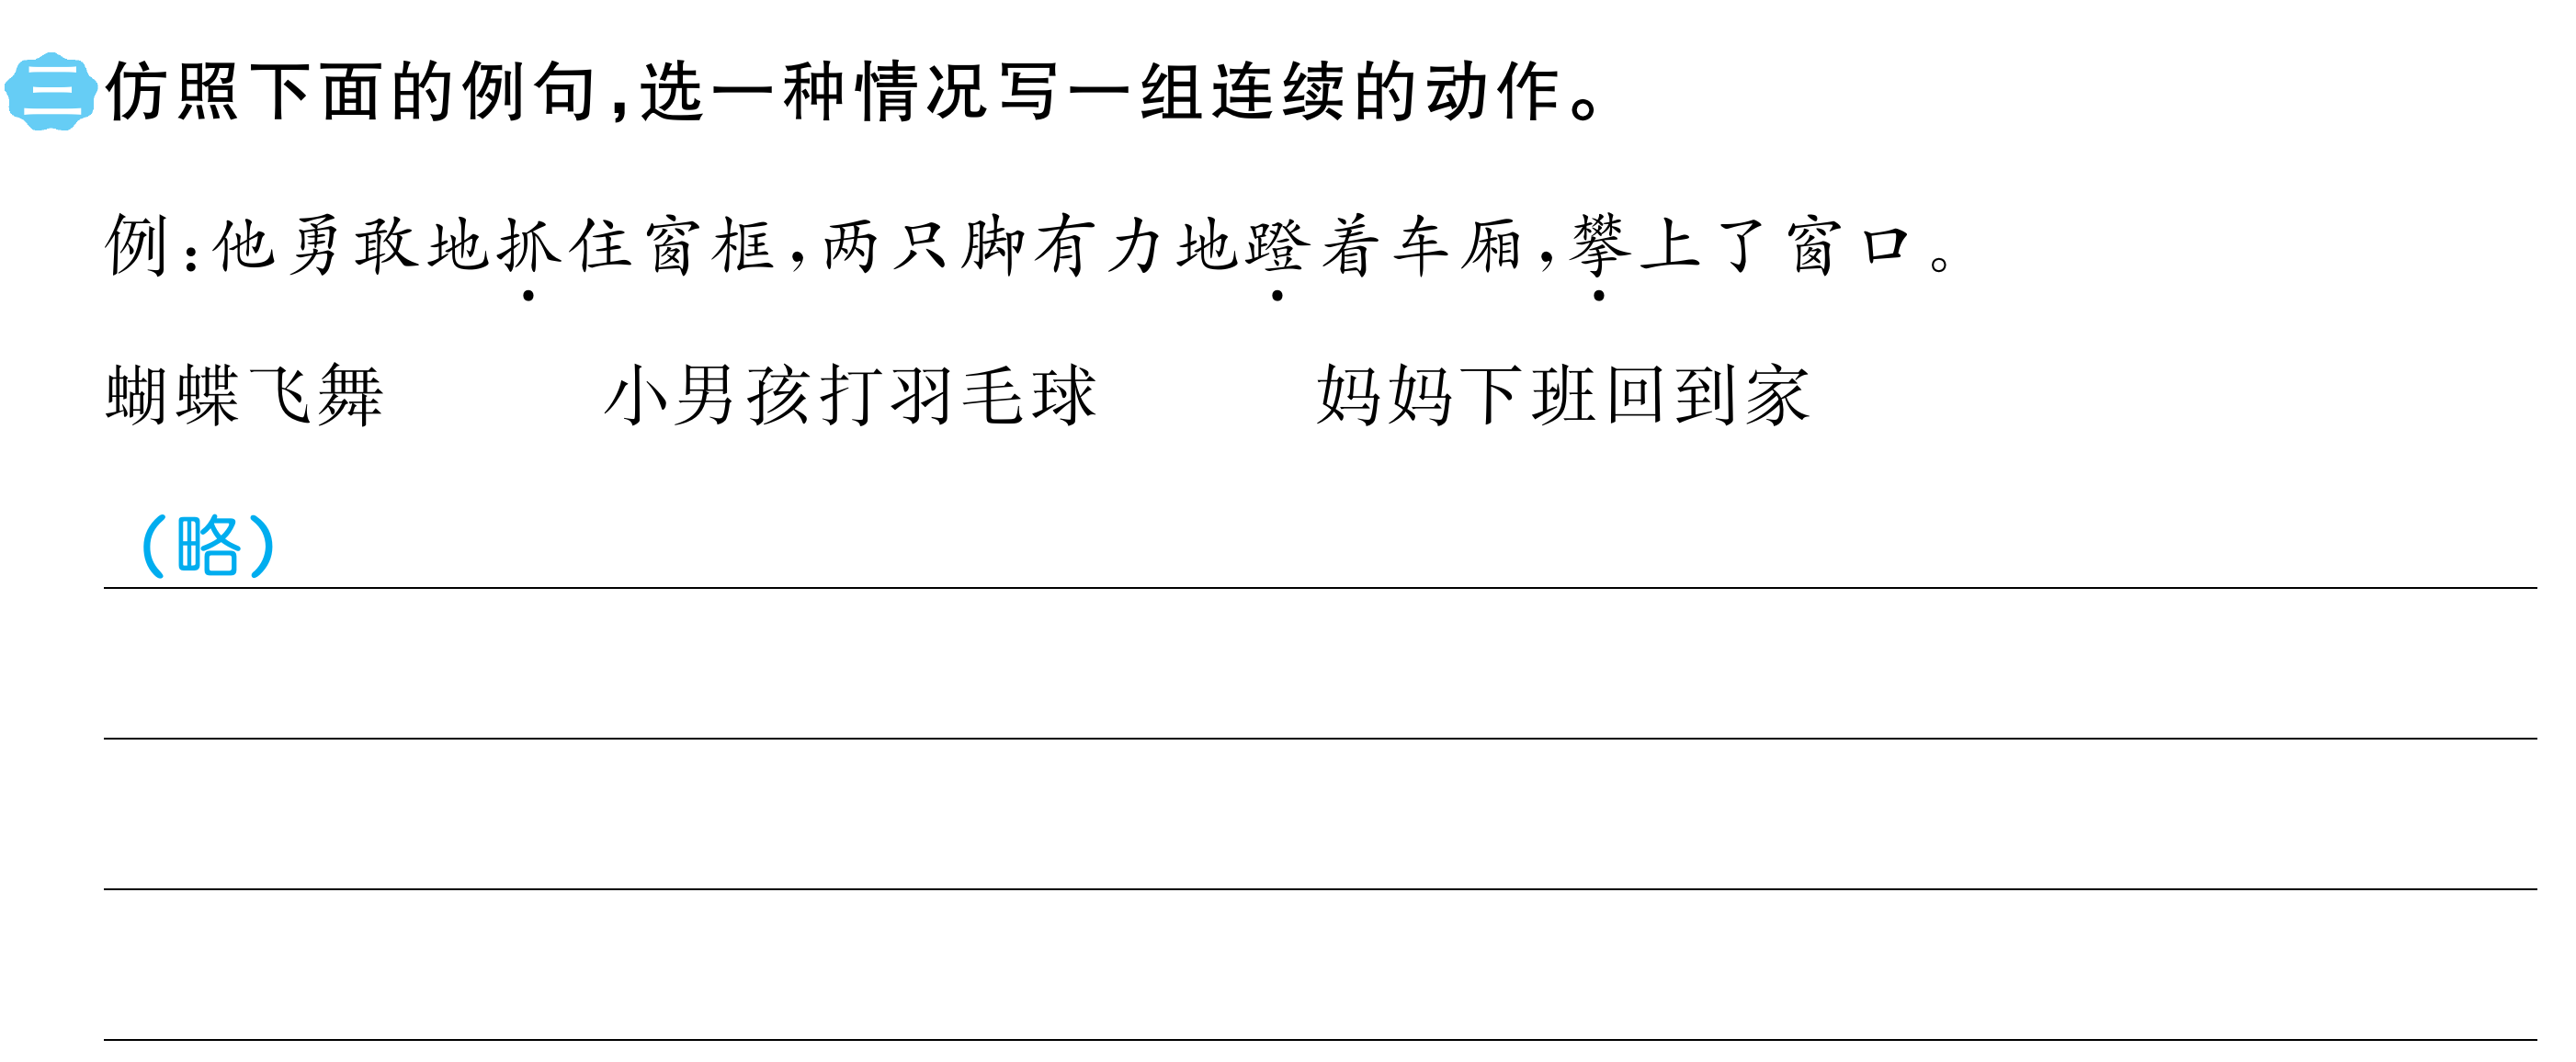 三仿照下面的例句,选一种情况写一组连续的动作。
例:他勇敢地抓住窗框,两只脚有力地蹬着车厢,攀上了窗口。
蝴蝶飞舞 小男孩打羽毛球 妈妈下班回到家
(略)